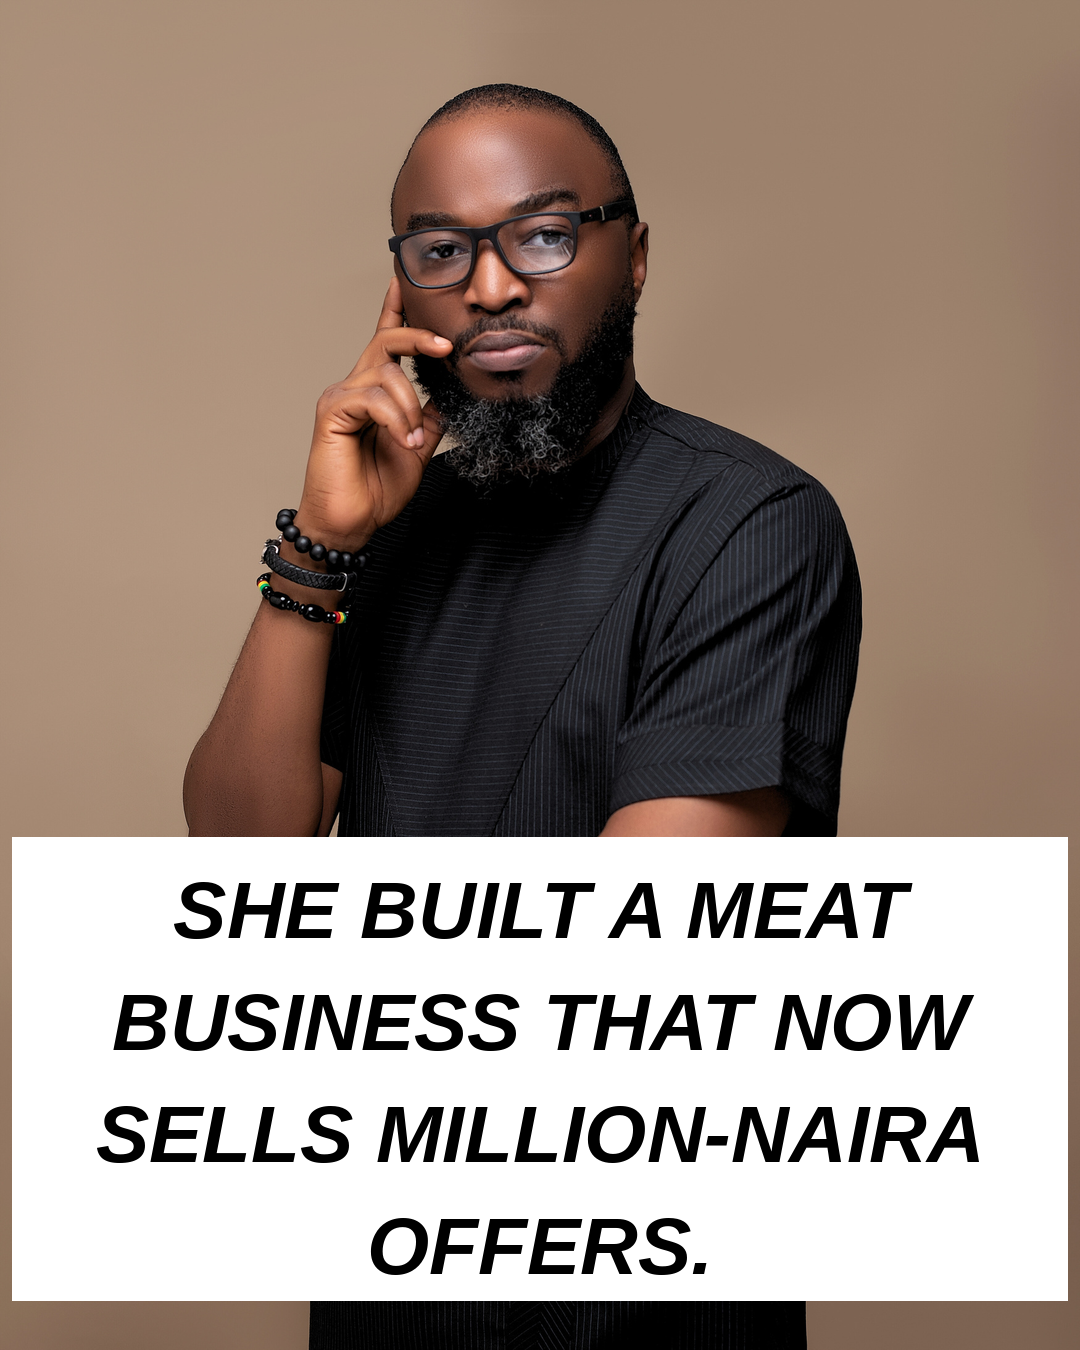 SHE BUILT A MEAT
BUSINESS THAT NOW
SELLS MILLION-NAIRA
OFFERS.